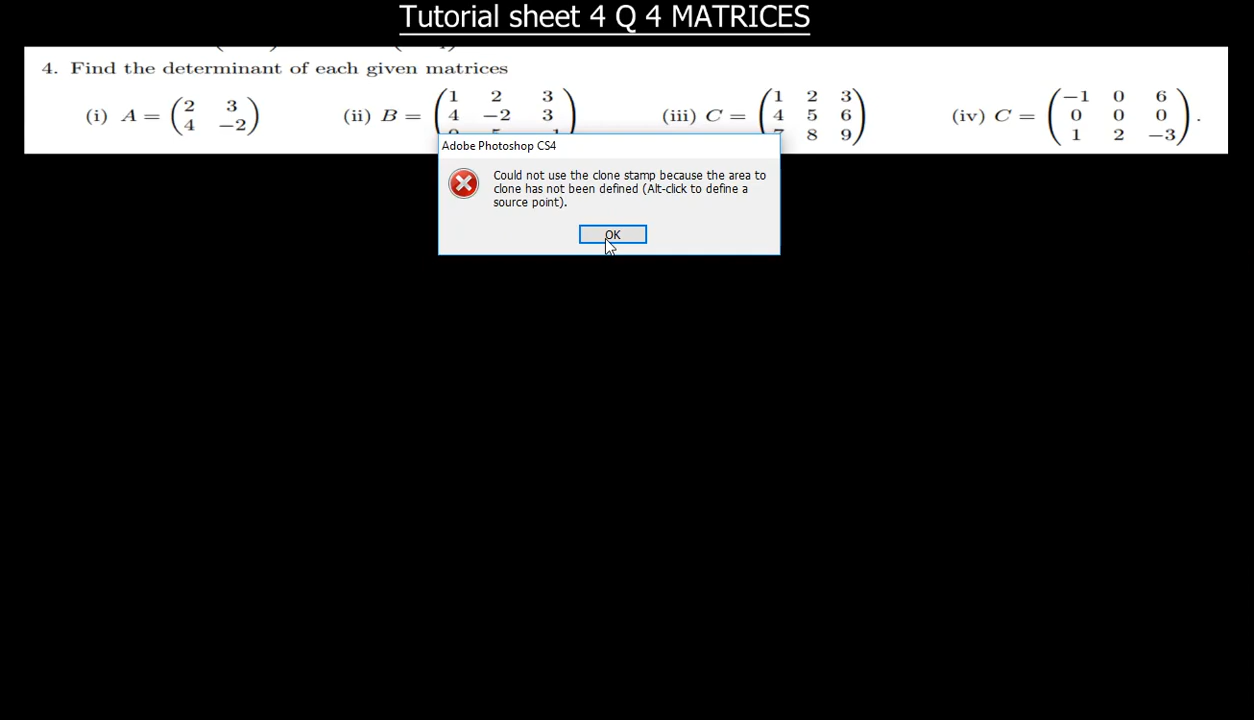 Tutorial sheet 4 Q 4 MATRICES
4. Find the determinant of each given matrices
(i) A = (2 3
4 −2)
(ii) B = (1 2 3
4 −2 3
(iii) C = (1 2 3
4 5 6
8 9)
(iv) C = (−1 0 6
0 0 0
1 2 −3).
Adobe Photoshop CS4
Could not use the clone stamp because the area to
clone has not been defined (Alt-click to define a
source point).
OK